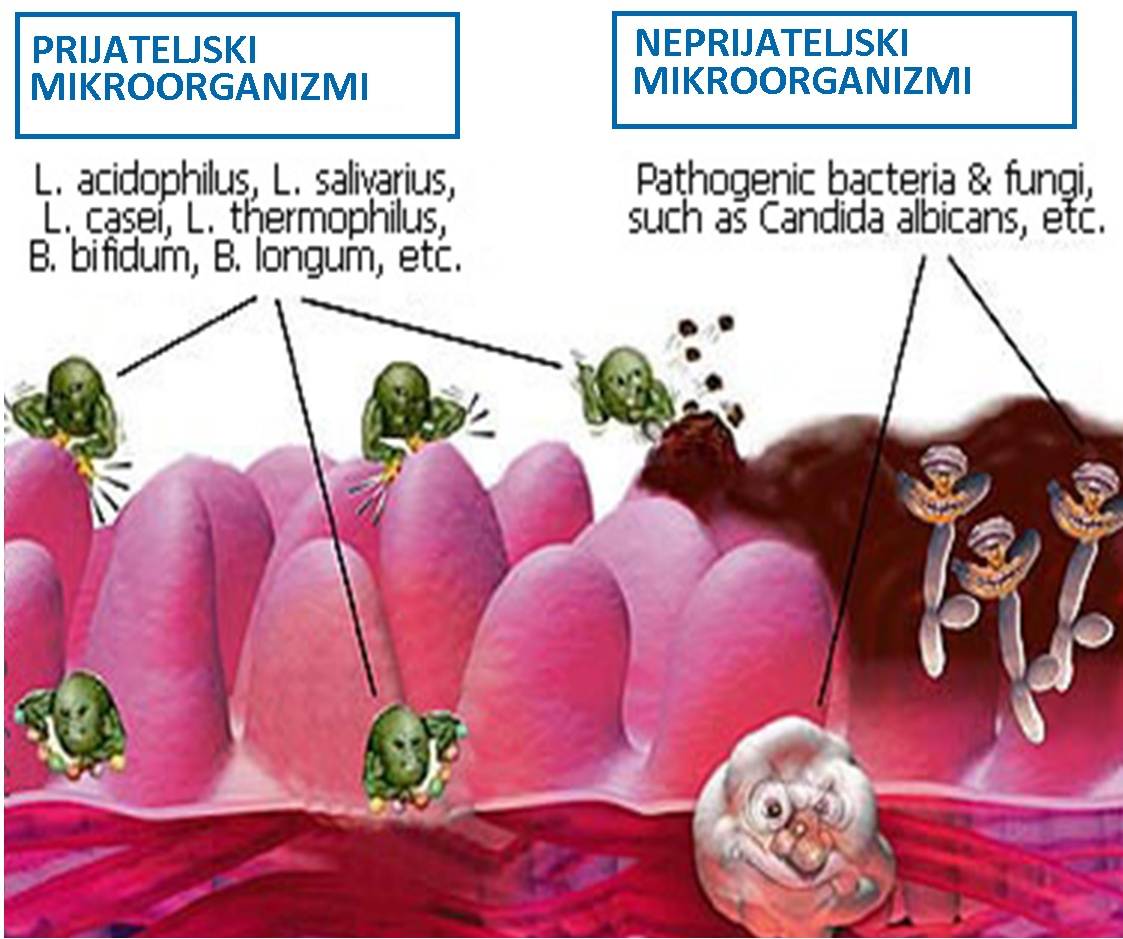 PRIJATELJSKI
MIKROORGANIZMI
L. acidophilus, L. salivarius,
L. casei, L. thermophilus,
B. bifidum, B. longum, etc.
NEPRIJATELJSKI
MIKROORGANIZMI
Pathogenic bacteria & fungi,
such as Candida albicans, etc.